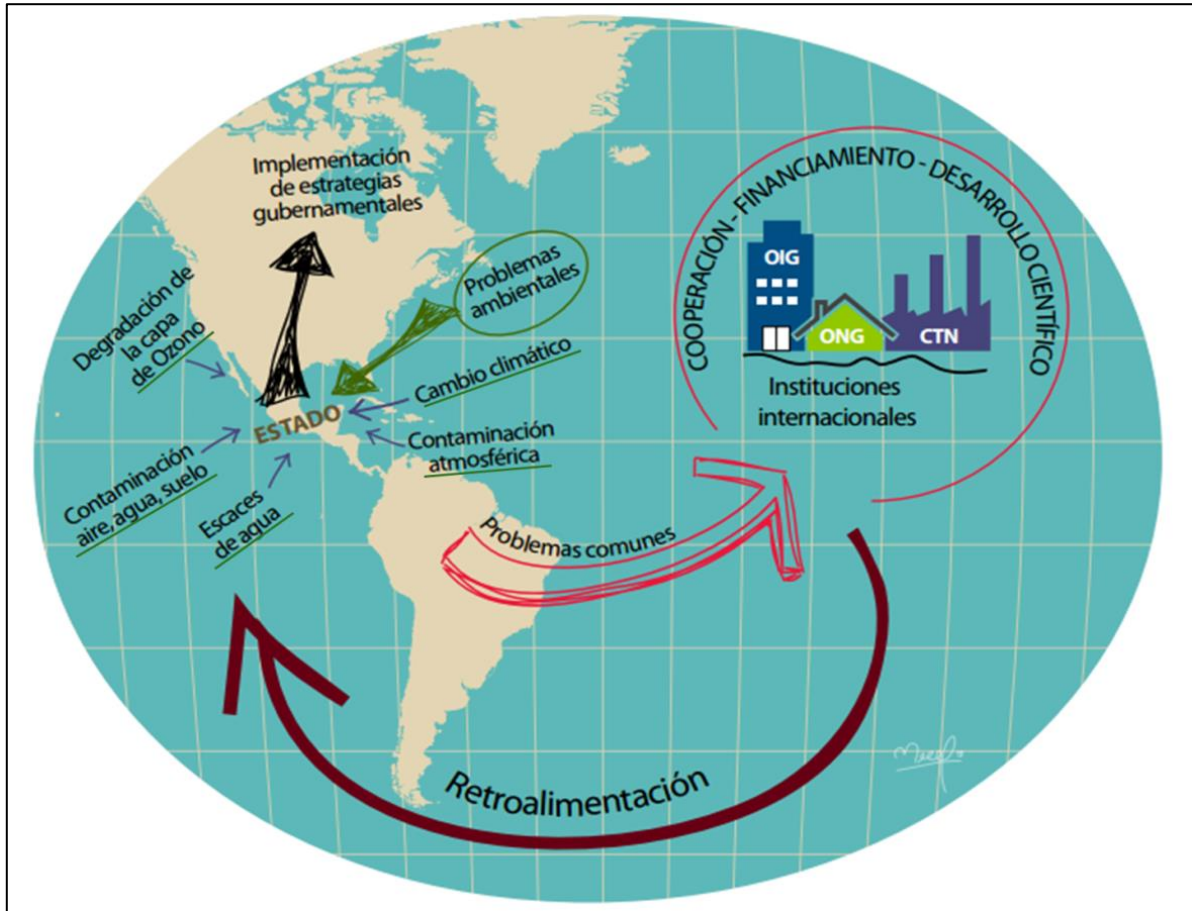 Implementación
de estrategias
gubernamentales
Problemas
ambientales
Degradación de
la capa
de Ozono
ESTADO
Cambio climático
Contaminación
atmosférica
Contaminación
aire, agua, suelo
Escaces
de agua
COOPERACIÓN - FINANCIAMIENTO - DESARROLLO CIENTÍFICO
OIG
ONG
CTN
Instituciones
internacionales
Problemas comunes
Retroalimentación